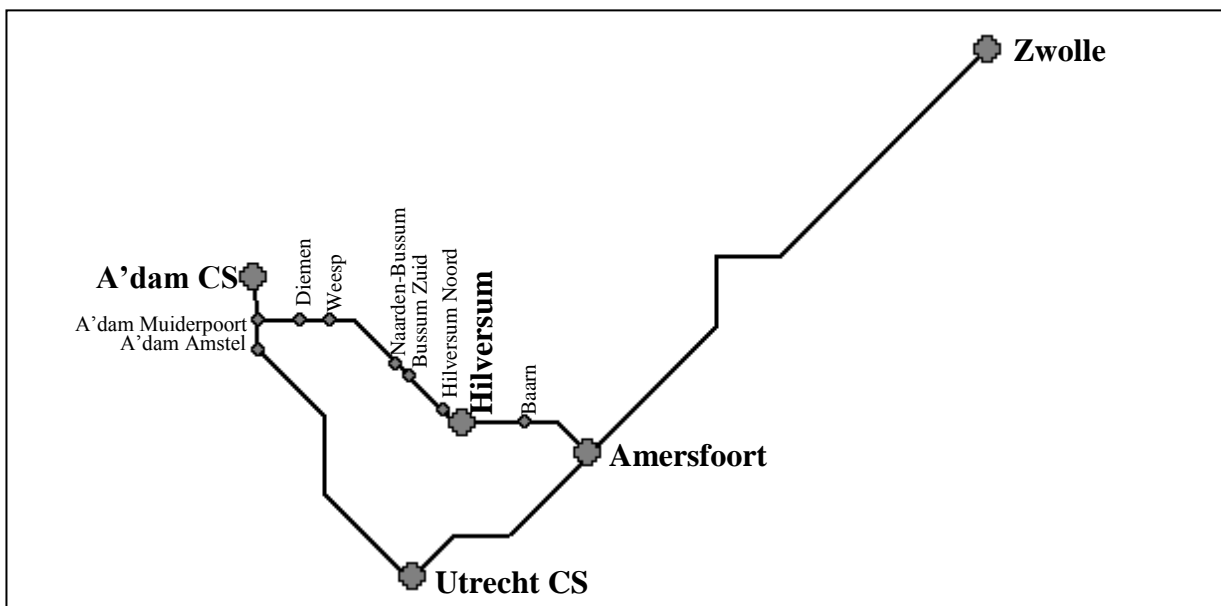 Zwolle
A'dam CS
Diemen
Weesp
Naarden-Bussum
Bussum Zuid
Hilversum Noord
Hilversum
Baarn
A'dam Muiderpoort
A'dam Amstel
Amersfoort
Utrecht CS